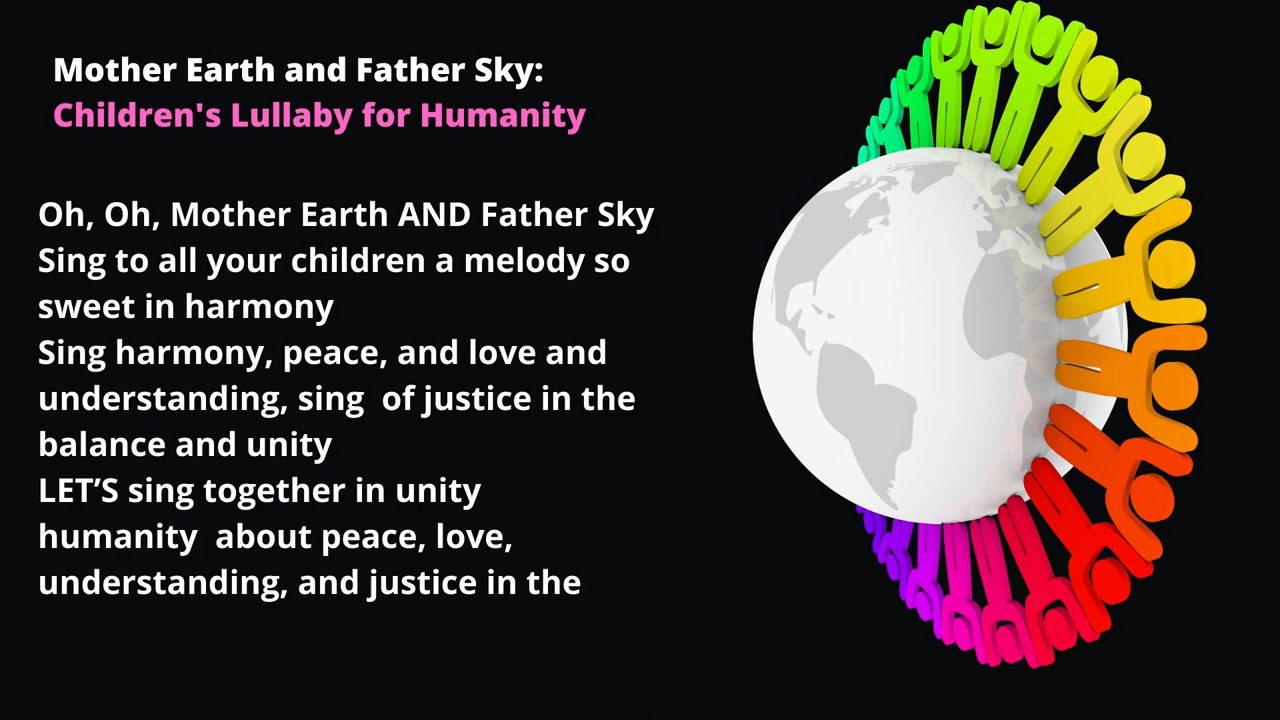 Mother Earth and Father Sky:
Children's Lullaby for Humanity
Oh, Oh, Mother Earth AND Father Sky
Sing to all your children a melody so
sweet in harmony
Sing harmony, peace, and love and
understanding, sing  of justice in the
balance and unity
LET’S sing together in unity
humanity  about peace, love,
understanding, and justice in the